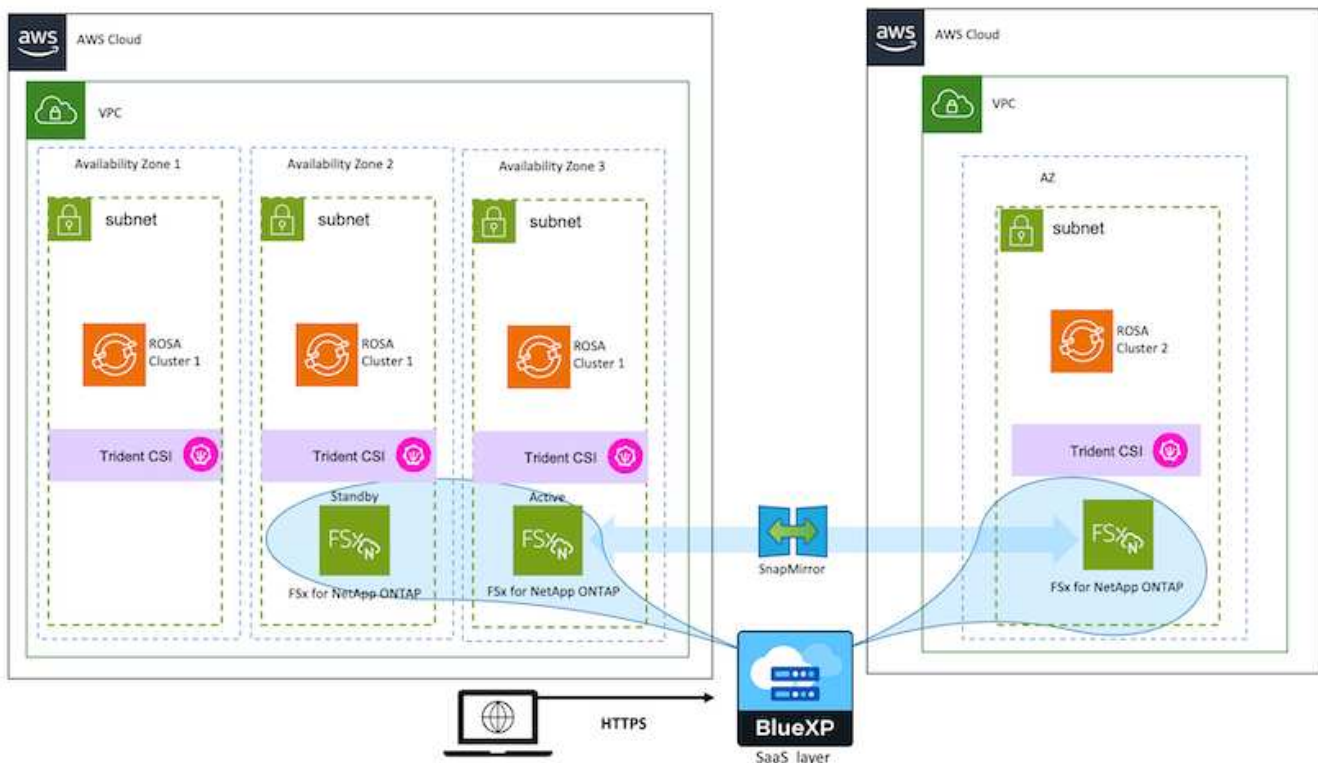 aws
AWS Cloud
VPC
Availability Zone 1
subnet
ROSA
Cluster 1
Trident CSI
Availability Zone 2
subnet
ROSA
Cluster 1
Trident CSI
Standby
FSx
N
FSx for NetApp ONTAP
Availability Zone 3
subnet
ROSA
Cluster 1
Trident CSI
Active
FSx
N
FSx for NetApp ONTAP
SnapMirror
aws
AWS Cloud
VPC
AZ
subnet
ROSA
Cluster 2
Trident CSI
FSx
N
FSx for NetApp ONTAP
HTTPS
BlueXP
SaaS layer